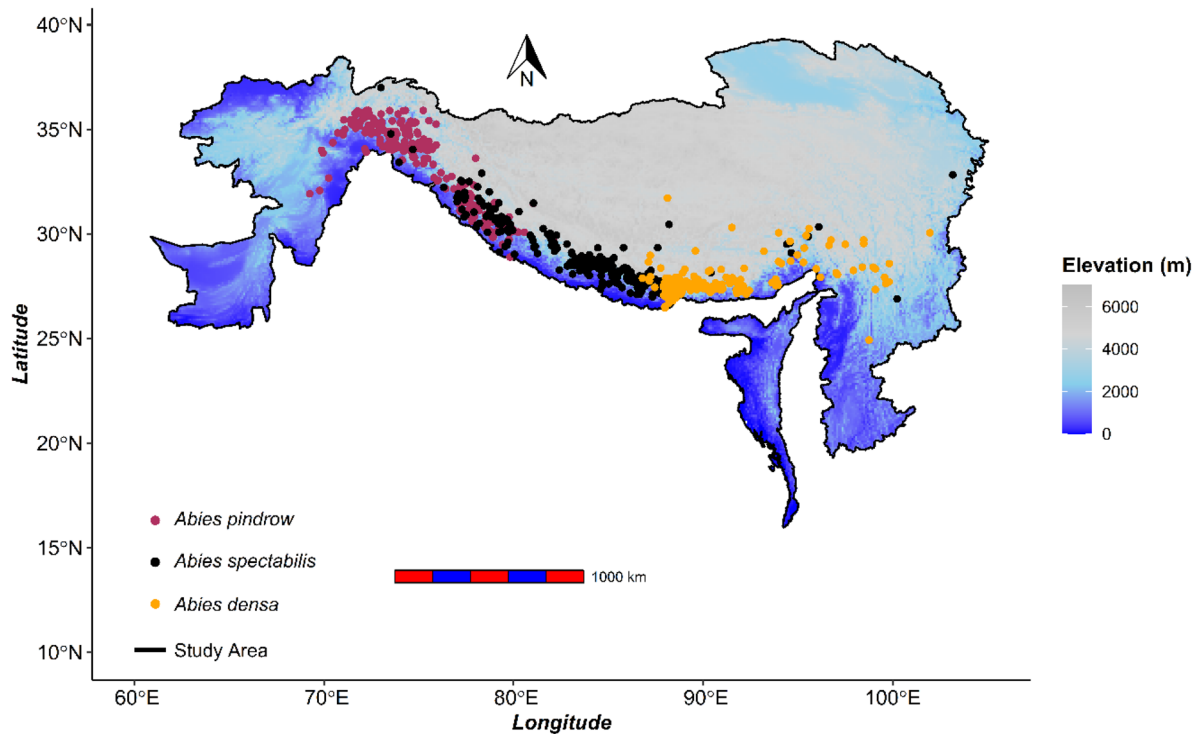 40°N
35°N
30°N
25°N
20°N
15°N
10°N
Latitude
N
Elevation (m)
6000
4000
2000
0
Abies pindrow
Abies spectabilis
Abies densa
Study Area
1000 km
60°E
70°E
80°E
90°E
100°E
Longitude